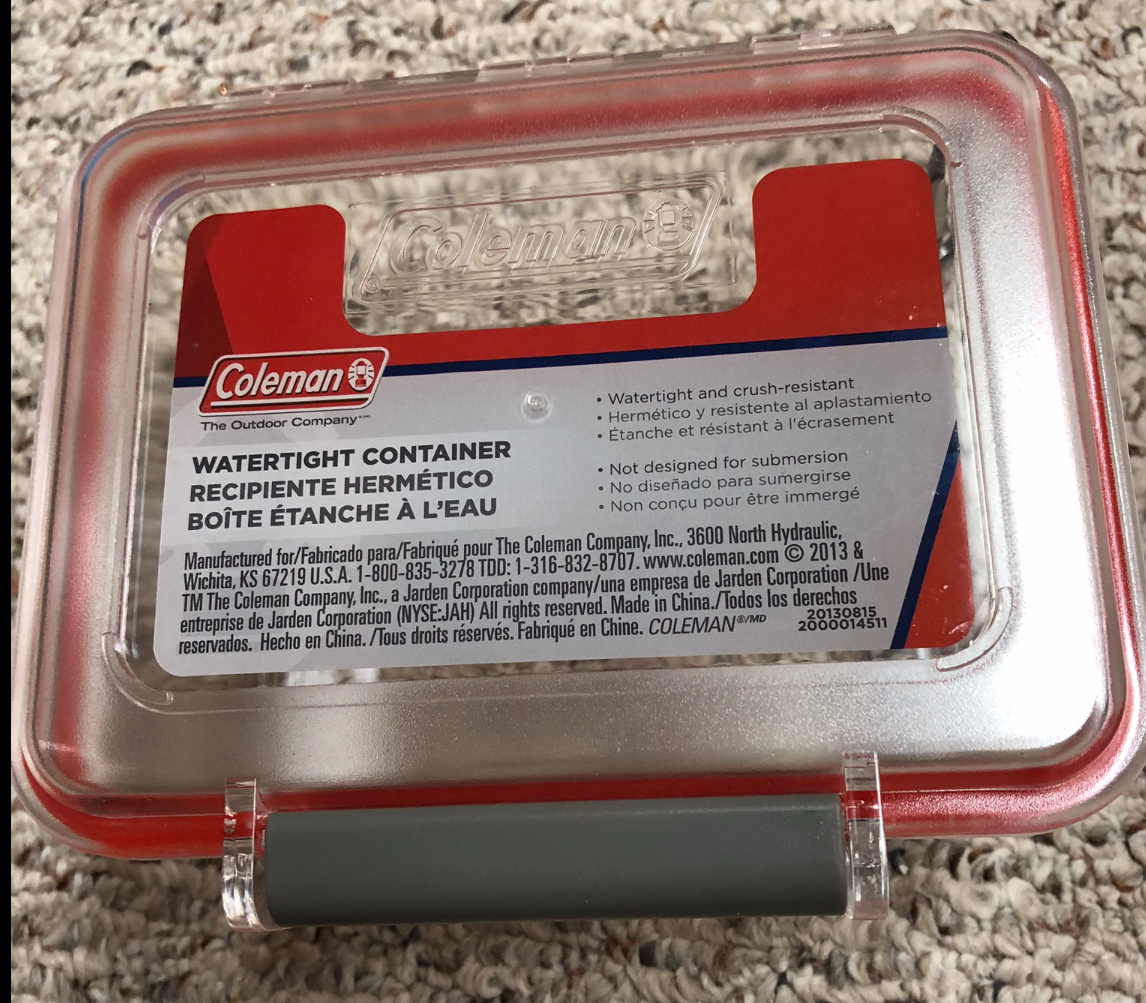 Coleman
Coleman
The Outdoor Company
WATERTIGHT CONTAINER
RECIPIENTE HERMÉTICO
BOÎTE ÉTANCHE À L'EAU
• Watertight and crush-resistant
• Hermético y resistente al aplastamiento
• Étanche et résistant à l'écrasement
• Not designed for submersion
• No diseñado para sumergirse
• Non conçu pour être immergé
Manufactured for/Fabricado para/Fabriqué pour The Coleman Company, Inc., 3600 North Hydraulic,
Wichita, KS 67219 U.S.A. 1-800-835-3278 TDD: 1-316-832-8707. www.coleman.com © 2013 &
TM The Coleman Company, Inc., a Jarden Corporation company/una empresa de Jarden Corporation /Une
entreprise de Jarden Corporation (NYSE:JAH) All rights reserved. Made in China./Todos los derechos
reservados. Hecho en China. /Tous droits réservés. Fabriqué en Chine. COLEMAN®/MD
20130815
2000014511